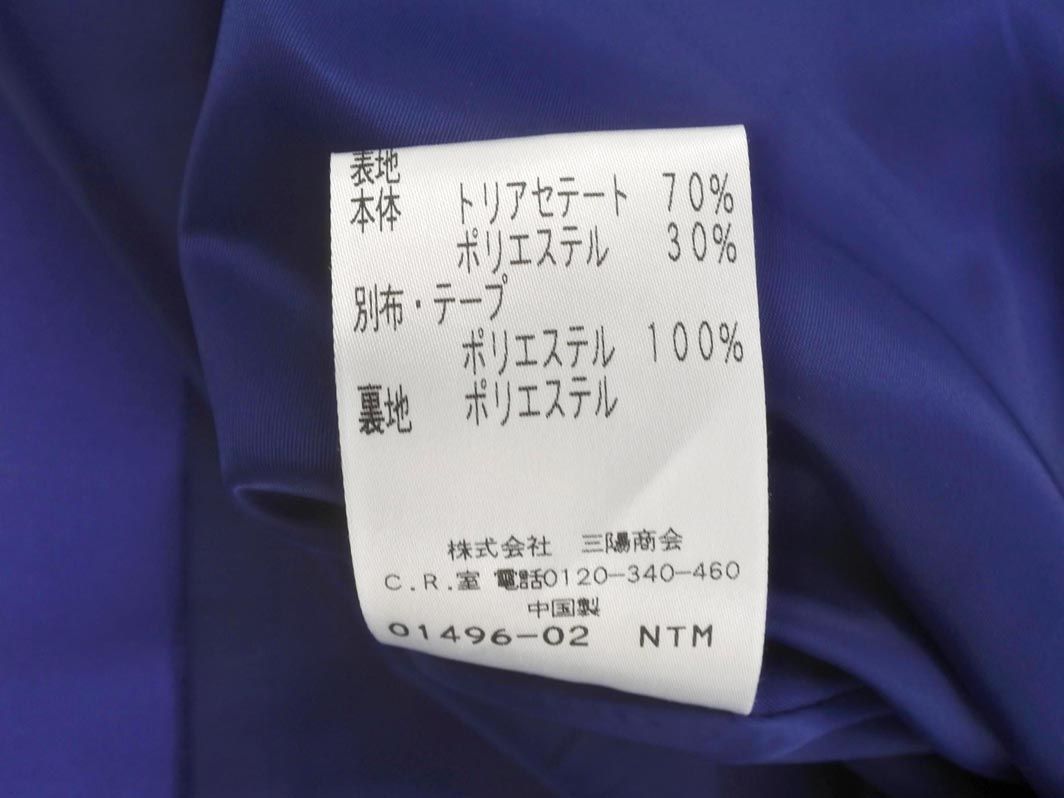 表地
本体 トリアセテート 70%
ポリエステル 30%
別布・テープ
ポリエステル 100%
裏地 ポリエステル
株式会社 三陽商会
C.R.室 電話0120-340-460
中国製
01496-02 NTM